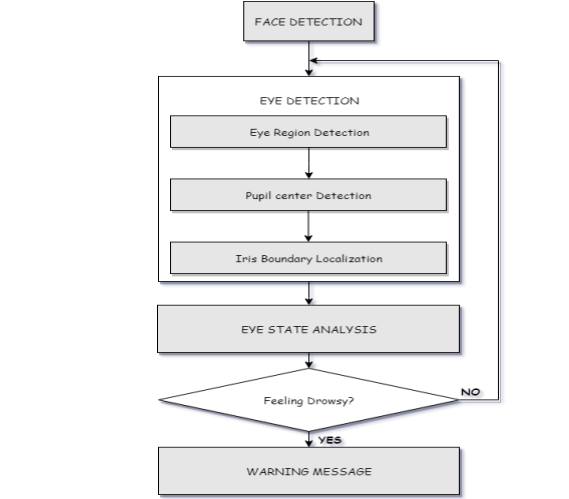 FACE DETECTION
EYE DETECTION
Eye Region Detection
Pupil center Detection
Iris Boundary Localization
EYE STATE ANALYSIS
Feeling Drowsy?
NO
YES
WARNING MESSAGE